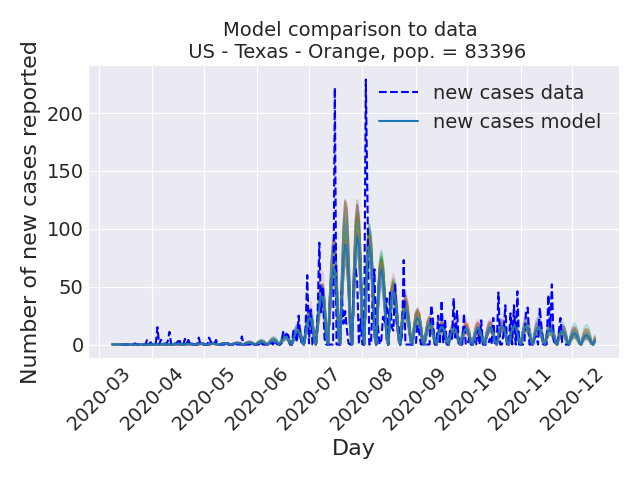 Model comparison to data
US - Texas - Orange, pop. = 83396
Number of new cases reported
200
150
100
50
0
new cases data
new cases model
2020-03
2020-04
2020-05
2020-06
2020-07
2020-08
2020-09
2020-10
2020-11
2020-12
Day